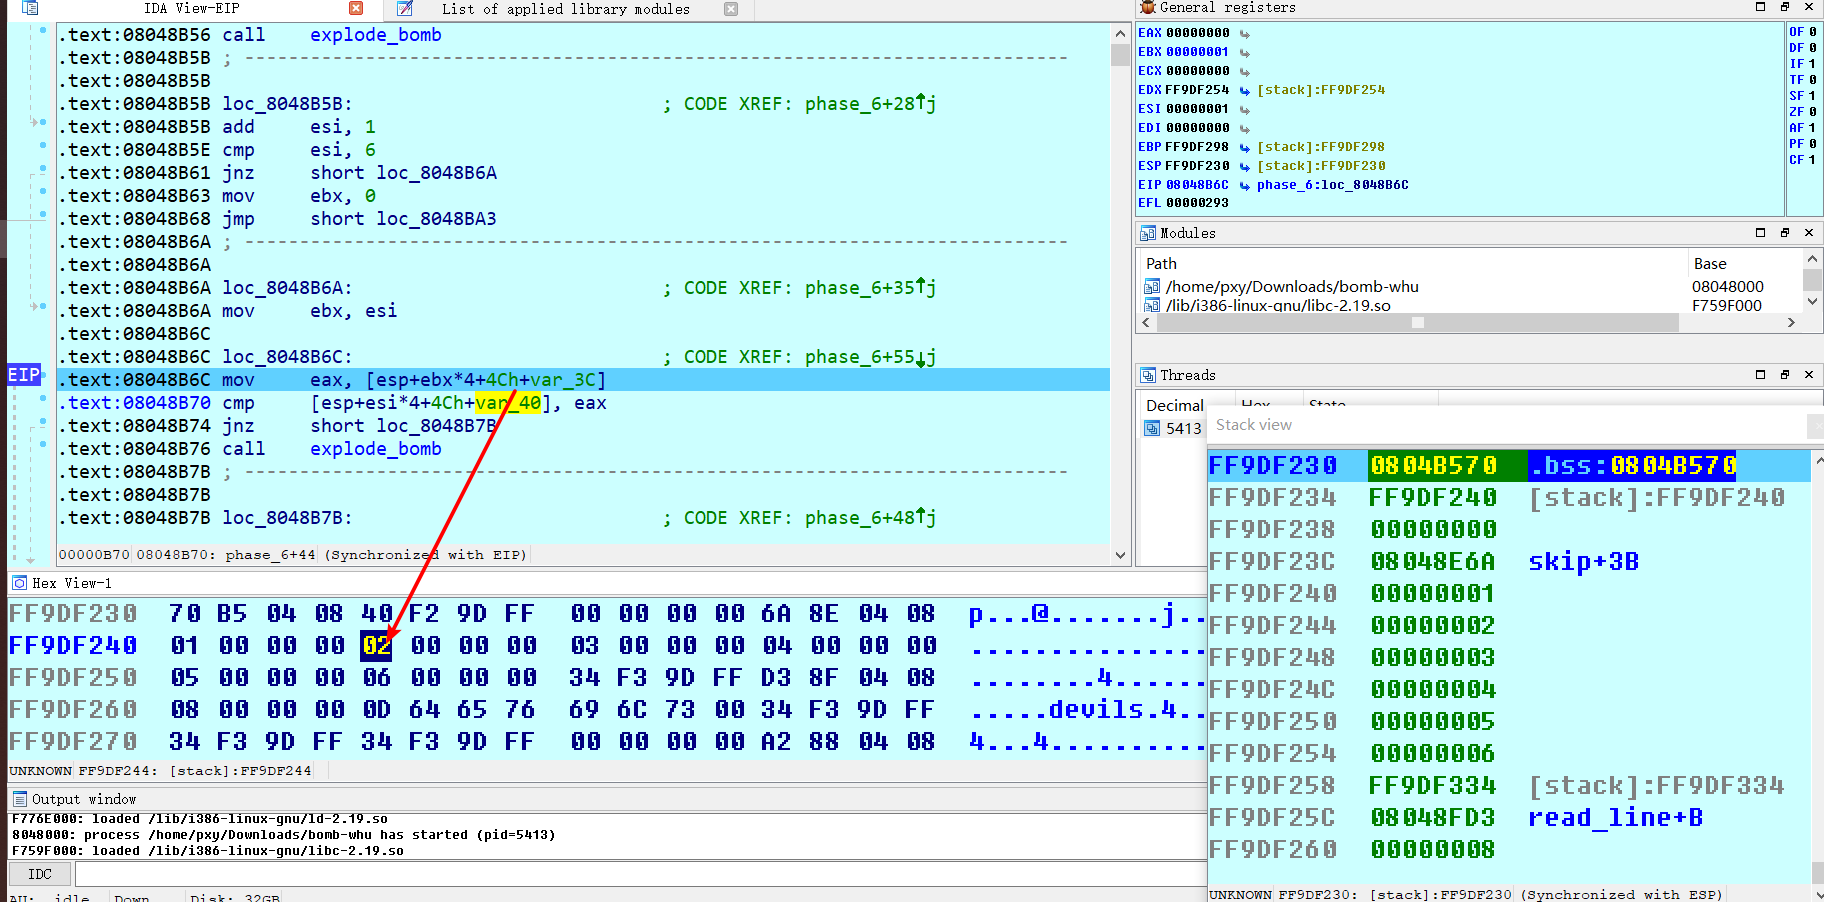 IDA View-EIP
List of applied library modules
.text:08048B56 call explode_bomb
.text:08048B5B ; ---------------------------------------------------------------------------
.text:08048B5B
.text:08048B5B loc_8048B5B: ; CODE XREF: phase_6+28↑j
.text:08048B5B add esi, 1
.text:08048B5E cmp esi, 6
.text:08048B61 jnz short loc_8048B6A
.text:08048B63 mov ebx, 0
.text:08048B68 jmp short loc_8048BA3
.text:08048B6A ; ---------------------------------------------------------------------------
.text:08048B6A
.text:08048B6A loc_8048B6A: ; CODE XREF: phase_6+35↑j
.text:08048B6A mov ebx, esi
.text:08048B6C
.text:08048B6C loc_8048B6C: ; CODE XREF: phase_6+55↓j
EIP
.text:08048B6C mov eax, [esp+ebx*4+4Ch+var_3C]
.text:08048B70 cmp [esp+esi*4+4Ch+var_40], eax
.text:08048B74 jnz short loc_8048B7B
.text:08048B76 call explode_bomb
.text:08048B7B ; ---------------------------------------------------------------------------
.text:08048B7B
.text:08048B7B loc_8048B7B: ; CODE XREF: phase_6+48↑j
00000B70 08048B70: phase_6+44 (Synchronized with EIP)
General registers
EAX 00000000
EBX 00000001
ECX 00000000
EDX FF9DF254 [stack]:FF9DF254
ESI 00000001
EDI 00000000
EBP FF9DF298 [stack]:FF9DF298
ESP FF9DF230 [stack]:FF9DF230
EIP 08048B6C phase_6:loc_8048B6C
EFL 00000293
OF 0
DF 0
IF 1
TF 0
SF 1
ZF 0
AF 1
PF 0
CF 1
Modules
Path Base
/home/pxy/Downloads/bomb-whu 08048000
/lib/i386-linux-gnu/libc-2.19.so F759F000
Threads
Decimal Hex State
5413
Stack view
FF9DF230 0804B570 .bss:0804B570
FF9DF234 FF9DF240 [stack]:FF9DF240
FF9DF238 00000000
FF9DF23C 08048E6A skip+3B
FF9DF240 00000001
FF9DF244 00000002
FF9DF248 00000003
FF9DF24C 00000004
FF9DF250 00000005
FF9DF254 00000006
FF9DF258 FF9DF334 [stack]:FF9DF334
FF9DF25C 08048FD3 read_line+B
FF9DF260 00000008
UNKNOWN FF9DF230: [stack]:FF9DF230 (Synchronized with ESP)
Hex View-1
FF9DF230 70 B5 04 08 40 F2 9D FF 00 00 00 00 6A 8E 04 08 p...@.......j..
FF9DF240 01 00 00 00 02 00 00 00 03 00 00 00 04 00 00 00 ...............
FF9DF250 05 00 00 00 06 00 00 00 34 F3 9D FF D3 8F 04 08 ........4......
FF9DF260 08 00 00 00 0D 64 65 76 69 6C 73 00 34 F3 9D FF .....devils.4..
FF9DF270 34 F3 9D FF 34 F3 9D FF 00 00 00 00 A2 88 04 08 4...4..........
UNKNOWN FF9DF244: [stack]:FF9DF244
Output window
F776E000: loaded /lib/i386-linux-gnu/ld-2.19.so
8048000: process /home/pxy/Downloads/bomb-whu has started (pid=5413)
F759F000: loaded /lib/i386-linux-gnu/libc-2.19.so
IDC
AU: idle Down Disk: 32GB